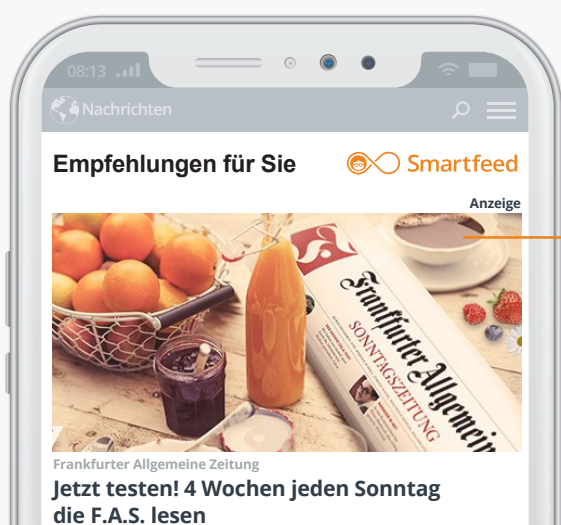 08:13
Nachrichten
Empfehlungen für Sie
Smartfeed
Anzeige
Frankfurter Allgemeine
SONNTAGSZEITUNG
Frankfurter Allgemeine Zeitung
Jetzt testen! 4 Wochen jeden Sonntag
die F.A.S. lesen